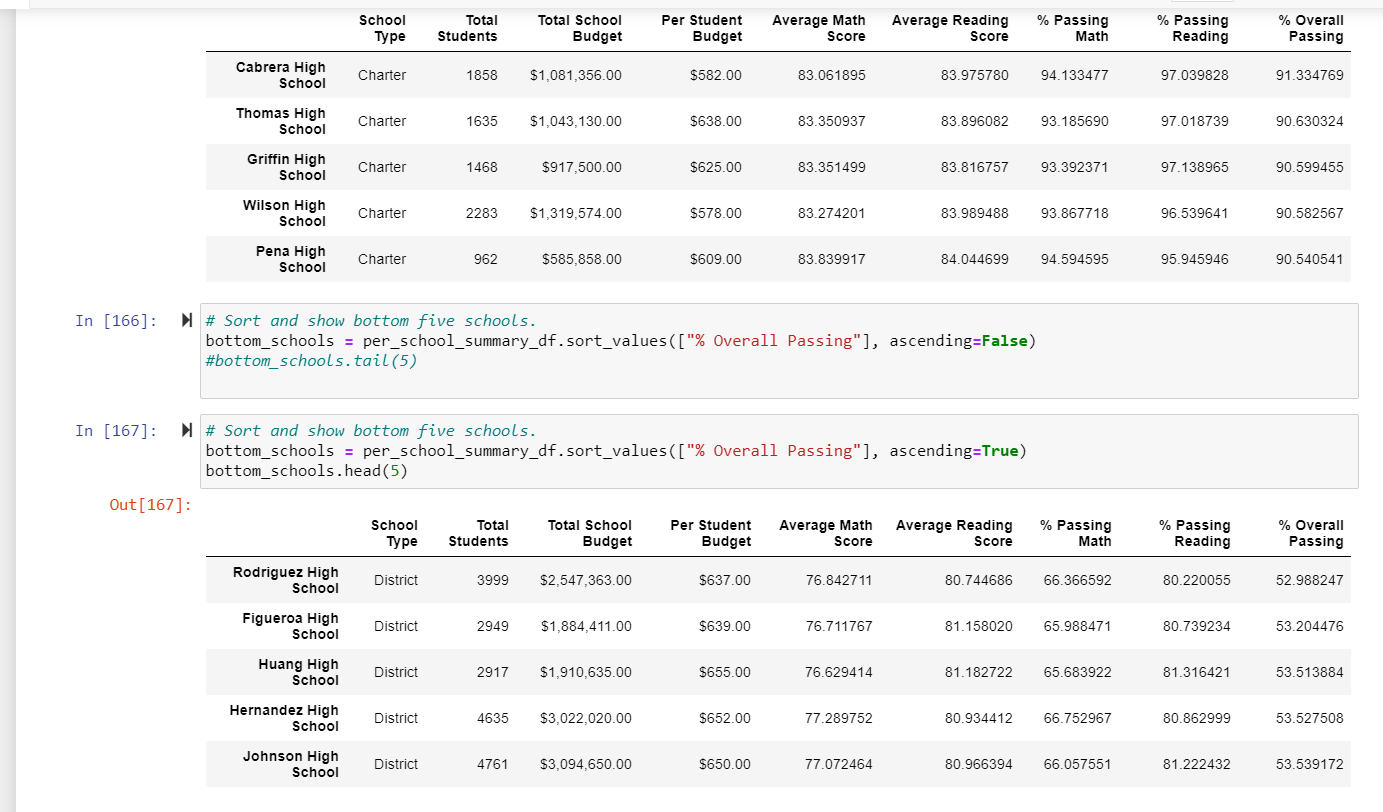 School Total Total School Per Student Average Math Average Reading % Passing % Passing % Overall
Type Students Budget Budget Score Score Math Reading Passing
Cabrera High
School Charter 1858 $1,081,356.00 $582.00 83.061895 83.975780 94.133477 97.039828 91.334769
Thomas High
School Charter 1635 $1,043,130.00 $638.00 83.350937 83.896082 93.185690 97.018739 90.630324
Griffin High
School Charter 1468 $917,500.00 $625.00 83.351499 83.816757 93.392371 97.138965 90.599455
Wilson High
School Charter 2283 $1,319,574.00 $578.00 83.274201 83.989488 93.867718 96.539641 90.582567
Pena High
School Charter 962 $585,858.00 $609.00 83.839917 84.044699 94.594595 95.945946 90.540541
In [166]: # Sort and show bottom five schools.
bottom_schools = per_school_summary_df.sort_values(["% Overall Passing"], ascending=False)
#bottom_schools.tail(5)
In [167]: # Sort and show bottom five schools.
bottom_schools = per_school_summary_df.sort_values(["% Overall Passing"], ascending=True)
bottom_schools.head(5)
Out[167]:
School Total Total School Per Student Average Math Average Reading % Passing % Passing % Overall
Type Students Budget Budget Score Score Math Reading Passing
Rodriguez High
School District 3999 $2,547,363.00 $637.00 76.842711 80.744686 66.366592 80.220055 52.988247
Figueroa High
School District 2949 $1,884,411.00 $639.00 76.711767 81.158020 65.988471 80.739234 53.204476
Huang High
School District 2917 $1,910,635.00 $655.00 76.629414 81.182722 65.683922 81.316421 53.513884
Hernandez High
School District 4635 $3,022,020.00 $652.00 77.289752 80.934412 66.752967 80.862999 53.527508
Johnson High
School District 4761 $3,094,650.00 $650.00 77.072464 80.966394 66.057551 81.222432 53.539172